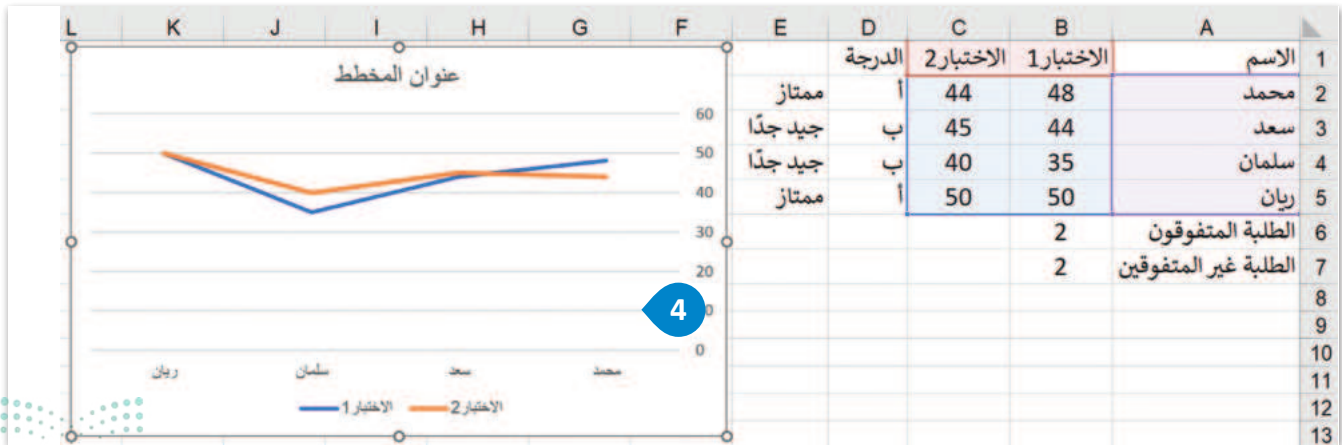 A B C D E F G H I J K L
1 الاسم الاختبار1 الاختبار2 الدرجة
2 محمد 48 44 أ ممتاز
3 سعد 44 45 ب جيد جدًا
4 سلمان 35 40 ب جيد جدًا
5 ريان 50 50 أ ممتاز
6 الطلبة المتفوقون 2
7 الطلبة غير المتفوقين 2
8
9
10
11
12
13
عنوان المخطط
60
50
40
30
20
0
4
0
محمد سعد سلمان ريان
الاختبار2 الاختبار1